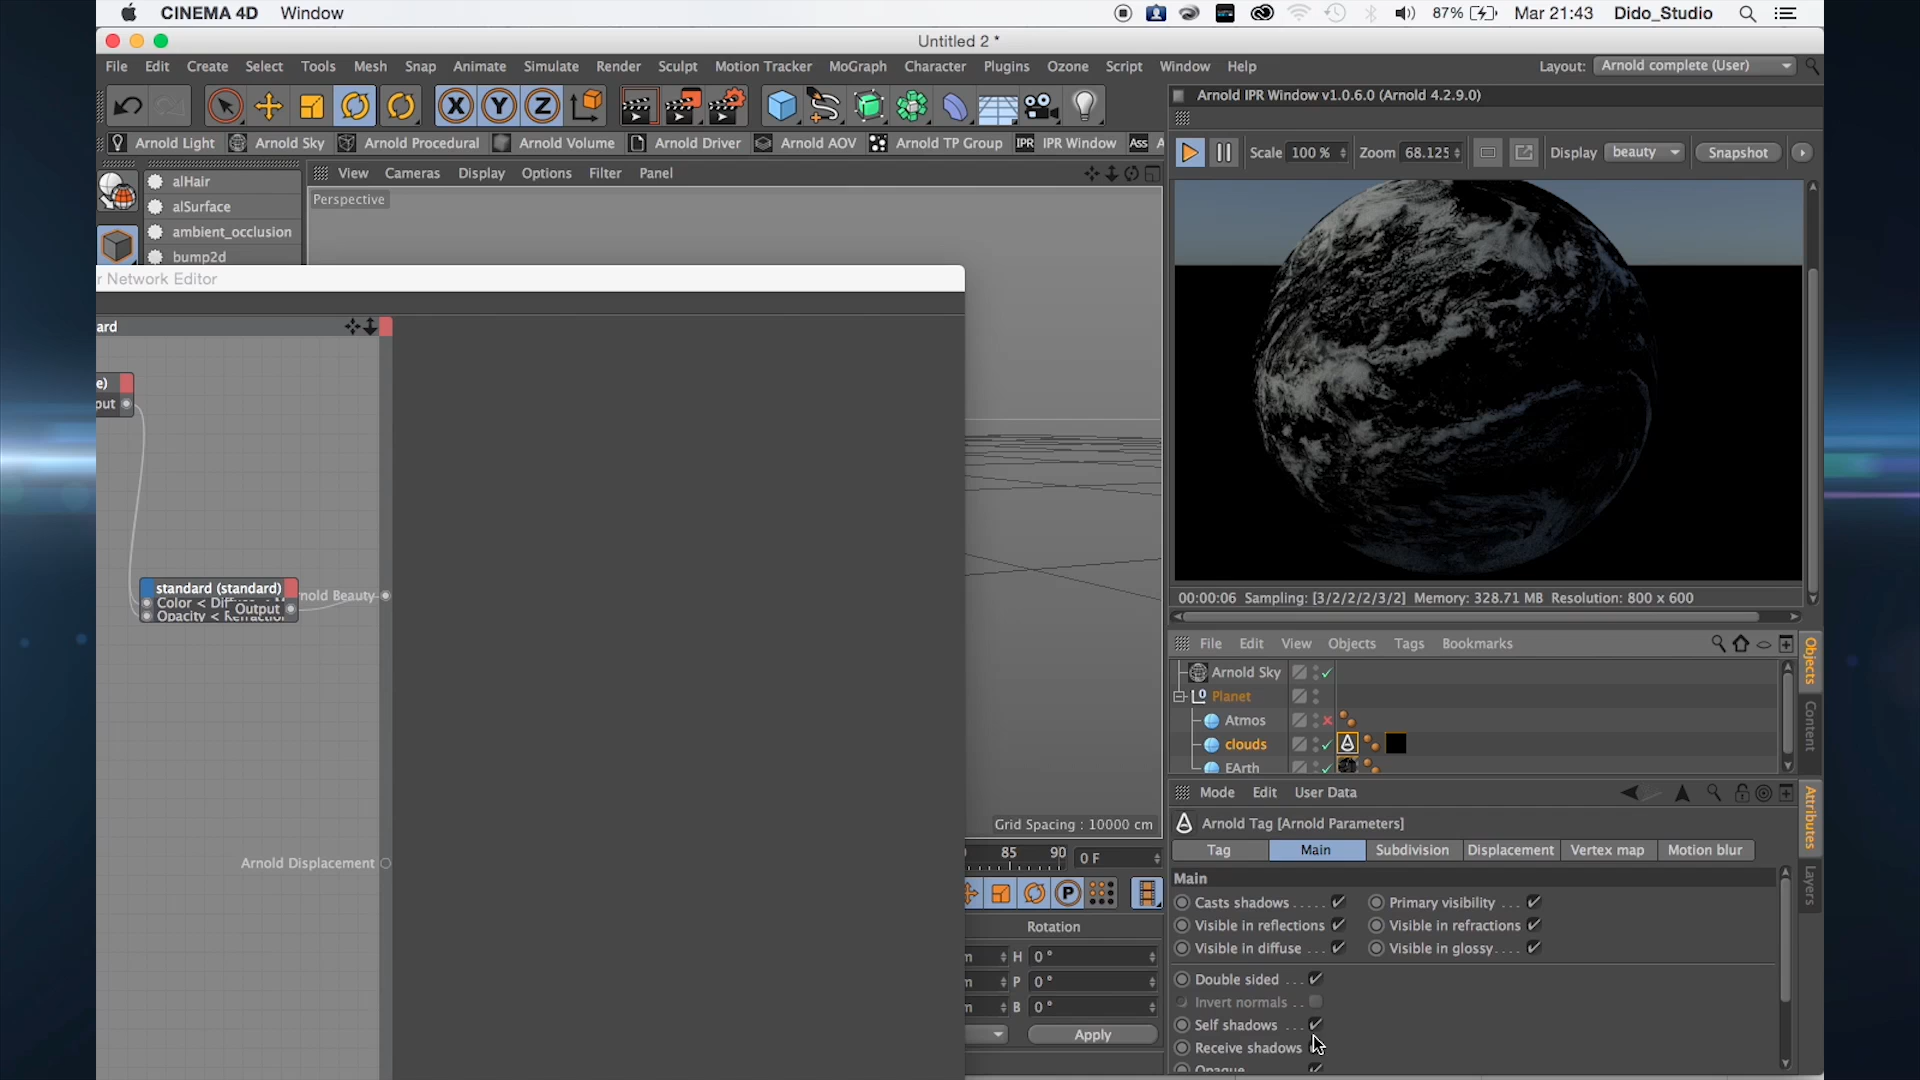 CINEMA 4D Window
87% Mar 21:43 Dido_Studio
Untitled 2 *
File Edit Create Select Tools Mesh Snap Animate Simulate Render Sculpt Motion Tracker MoGraph Character Plugins Ozone Script Window Help
Layout: Arnold complete (User)
Arnold IPR Window v1.0.6.0 (Arnold 4.2.9.0)
X Y Z
Arnold Light Arnold Sky Arnold Procedural Arnold Volume Arnold Driver Arnold AOV Arnold TP Group IPR IPR Window Ass A
Scale 100 % Zoom 68.125 Display beauty Snapshot
View Cameras Display Options Filter Panel
alHair
alSurface
ambient_occlusion
bump2d
Perspective
r Network Editor
ard
e)
out
standard (standard)
Color < Dif
Output
Opacity < Refractio
nold Beauty
Arnold Displacement
00:00:06 Sampling: [3/2/2/2/3/2] Memory: 328.71 MB Resolution: 800 x 600
File Edit View Objects Tags Bookmarks
Arnold Sky
Planet
Atmos
clouds
EArth
Objects
Content
Grid Spacing : 10000 cm
85 90 0 F
P
Rotation
m H 0 °
m P 0 °
m B 0 °
Apply
Mode Edit User Data
Arnold Tag [Arnold Parameters]
Tag Main Subdivision Displacement Vertex map Motion blur
Main
Casts shadows . . . . . Primary visibility . . .
Visible in reflections Visible in refractions
Visible in diffuse . . . Visible in glossy. . . .
Double sided . . .
Invert normals . .
Self shadows . . .
Receive shadows
Opaque
Attributes
Layers